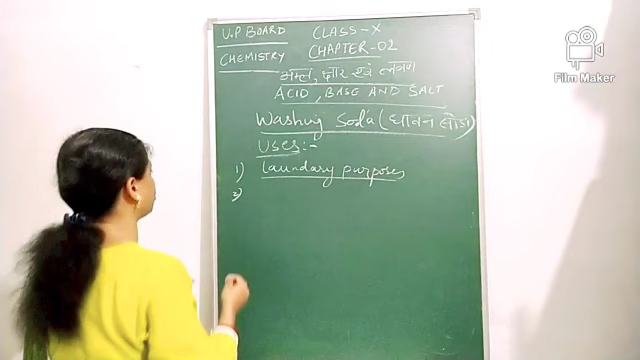 U.P BOARD CLASS-X
CHEMISTRY CHAPTER-02
अम्ल, क्षार एवं लवण
ACID, BASE AND SALT
Washing Soda (धावन सोडा)
Uses:-
1) Laundary purposes
2)
Film Maker